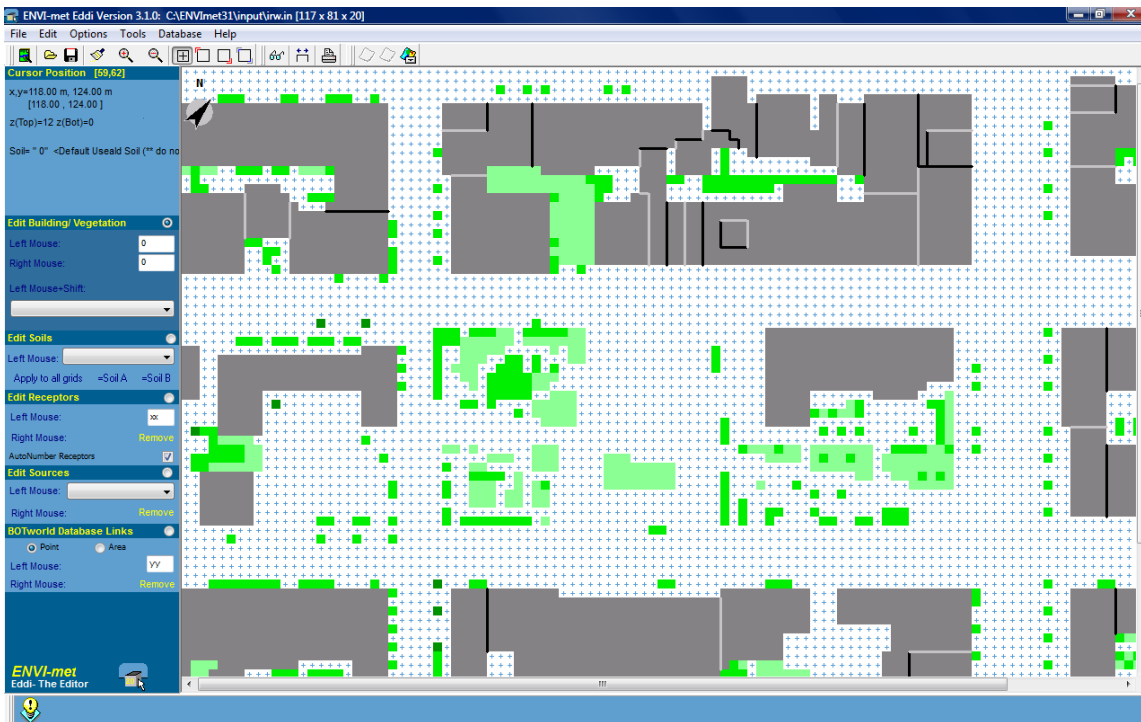 ENVI-met Eddi Version 3.1.0: C:\ENVImet31\input\irw.in [117 x 81 x 20]
File Edit Options Tools Database Help
Cursor Position [59,62]
x,y=118.00 m, 124.00 m
[118.00 , 124.00 ]
z(Top)=12 z(Bot)=0
Soil= " 0" <Default Useald Soil (** do no
Edit Building/ Vegetation
Left Mouse: 0
Right Mouse: 0
Left Mouse+Shift:
Edit Soils
Left Mouse:
Apply to all grids =Soil A =Soil B
Edit Receptors
Left Mouse: xx
Right Mouse: Remove
AutoNumber Receptors
Edit Sources
Left Mouse:
Right Mouse: Remove
BOTworld Database Links
Point Area
Left Mouse: yy
Right Mouse: Remove
ENVI-met
Eddi- The Editor
N